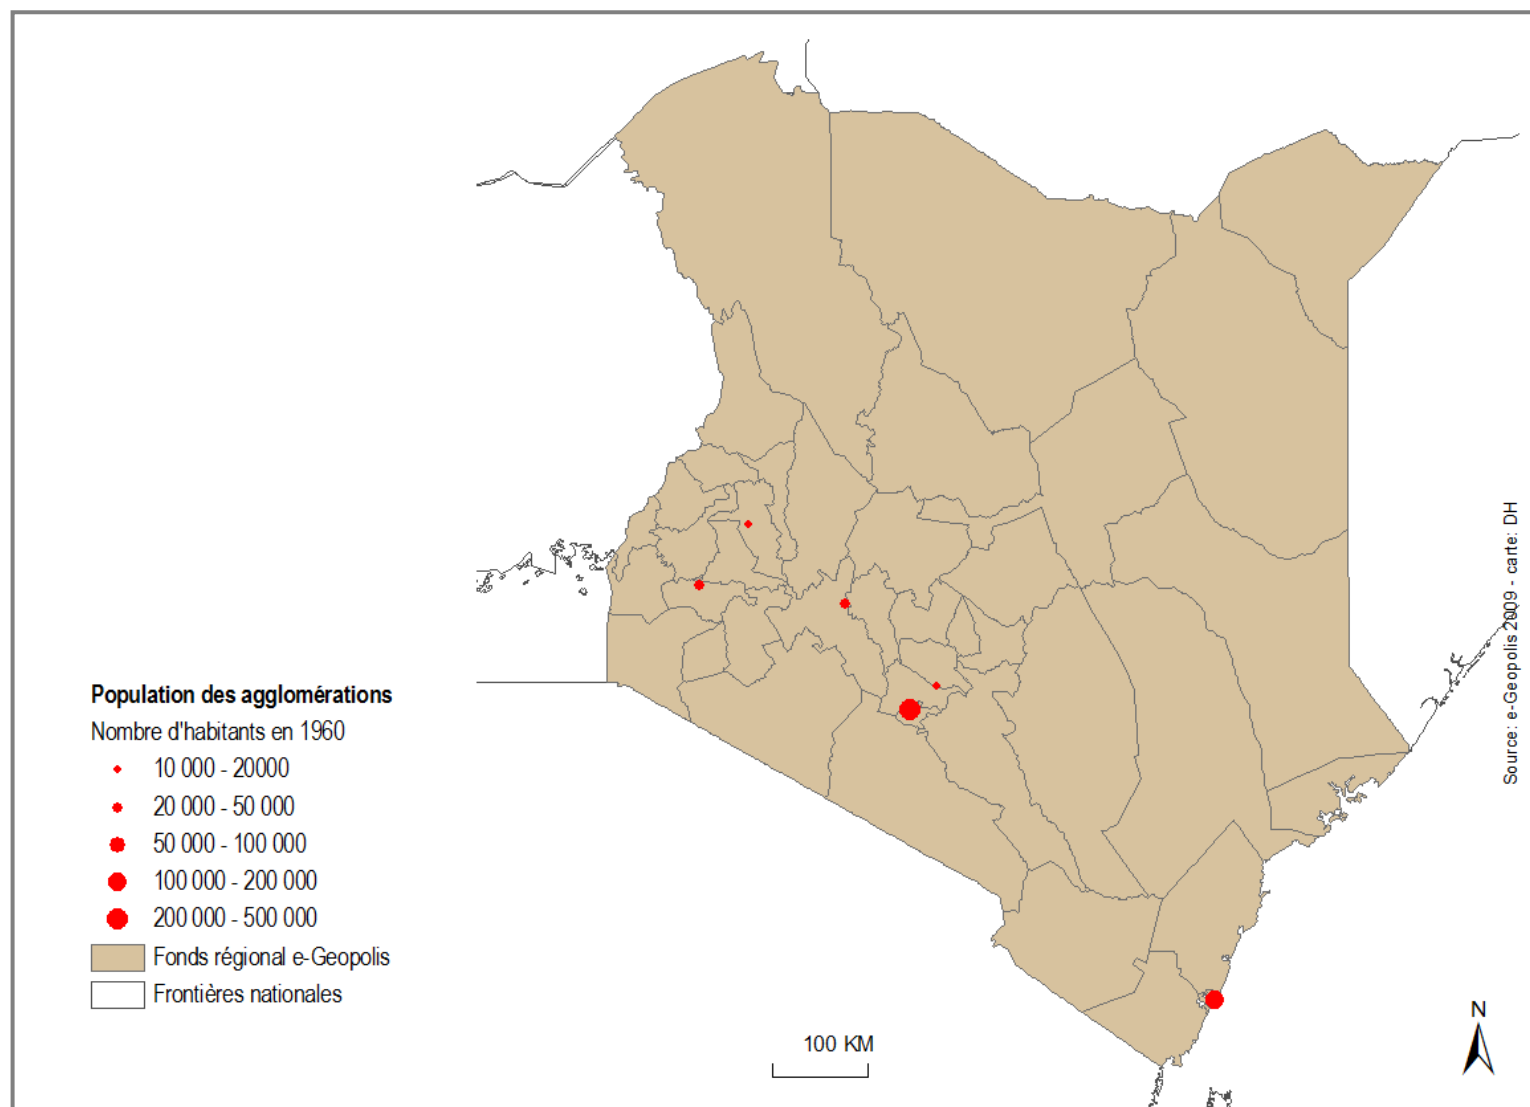 Population des agglomérations
Nombre d'habitants en 1960
10 000 - 20000
20 000 - 50 000
50 000 - 100 000
100 000 - 200 000
200 000 - 500 000
Fonds régional e-Geopolis
Frontières nationales
100 KM
N
Source: e-Geopolis 2009 - carte: DH